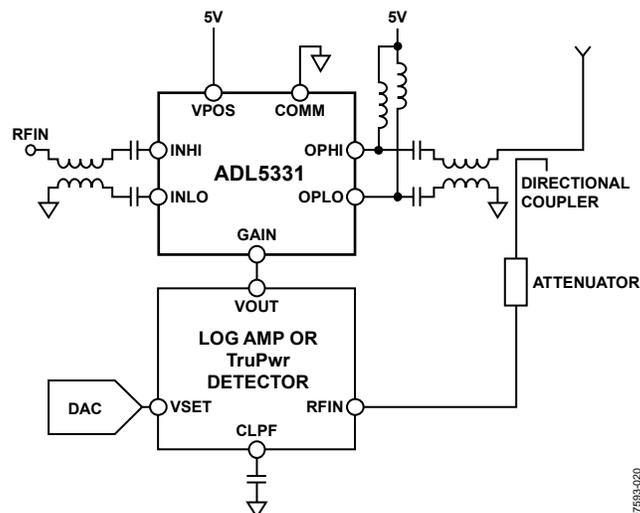 5V
5V
VPOS
COMM
RFIN
INHI
OPHI
ADL5331
INLO
OPLO
DIRECTIONAL
COUPLER
GAIN
ATTENUATOR
VOUT
LOG AMP OR
TruPwr
DETECTOR
DAC
VSET
RFIN
CLPF
7593-020